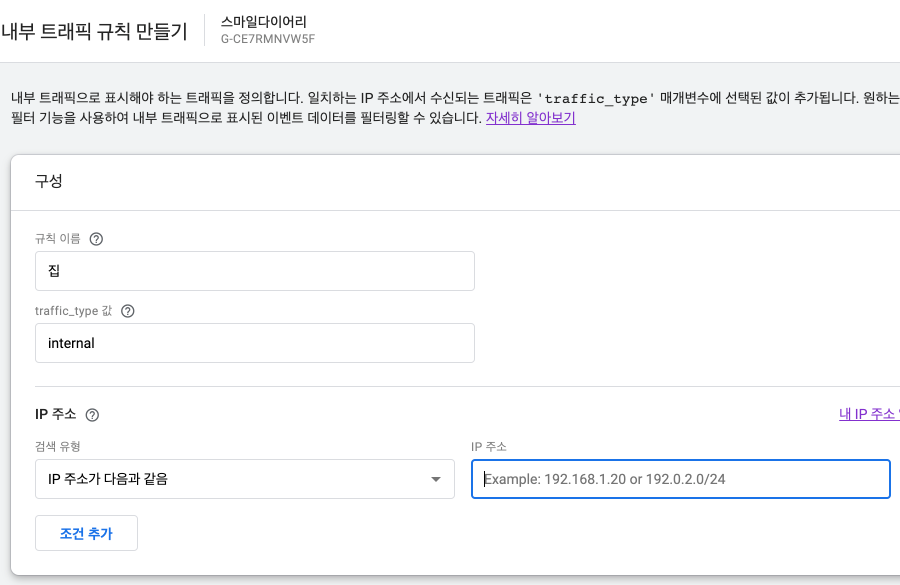 내부 트래픽 규칙 만들기
스마일다이어리
G-CE7RMNVW5F
내부 트래픽으로 표시해야 하는 트래픽을 정의합니다. 일치하는 IP 주소에서 수신되는 트래픽은 'traffic_type' 매개변수에 선택된 값이 추가됩니다. 원하는
필터 기능을 사용하여 내부 트래픽으로 표시된 이벤트 데이터를 필터링할 수 있습니다. 자세히 알아보기
구성
규칙 이름 ?
집
traffic_type 값 ?
internal
IP 주소 ?
내 IP 주소
검색 유형
IP 주소
IP 주소가 다음과 같음
Example: 192.168.1.20 or 192.0.2.0/24
조건 추가